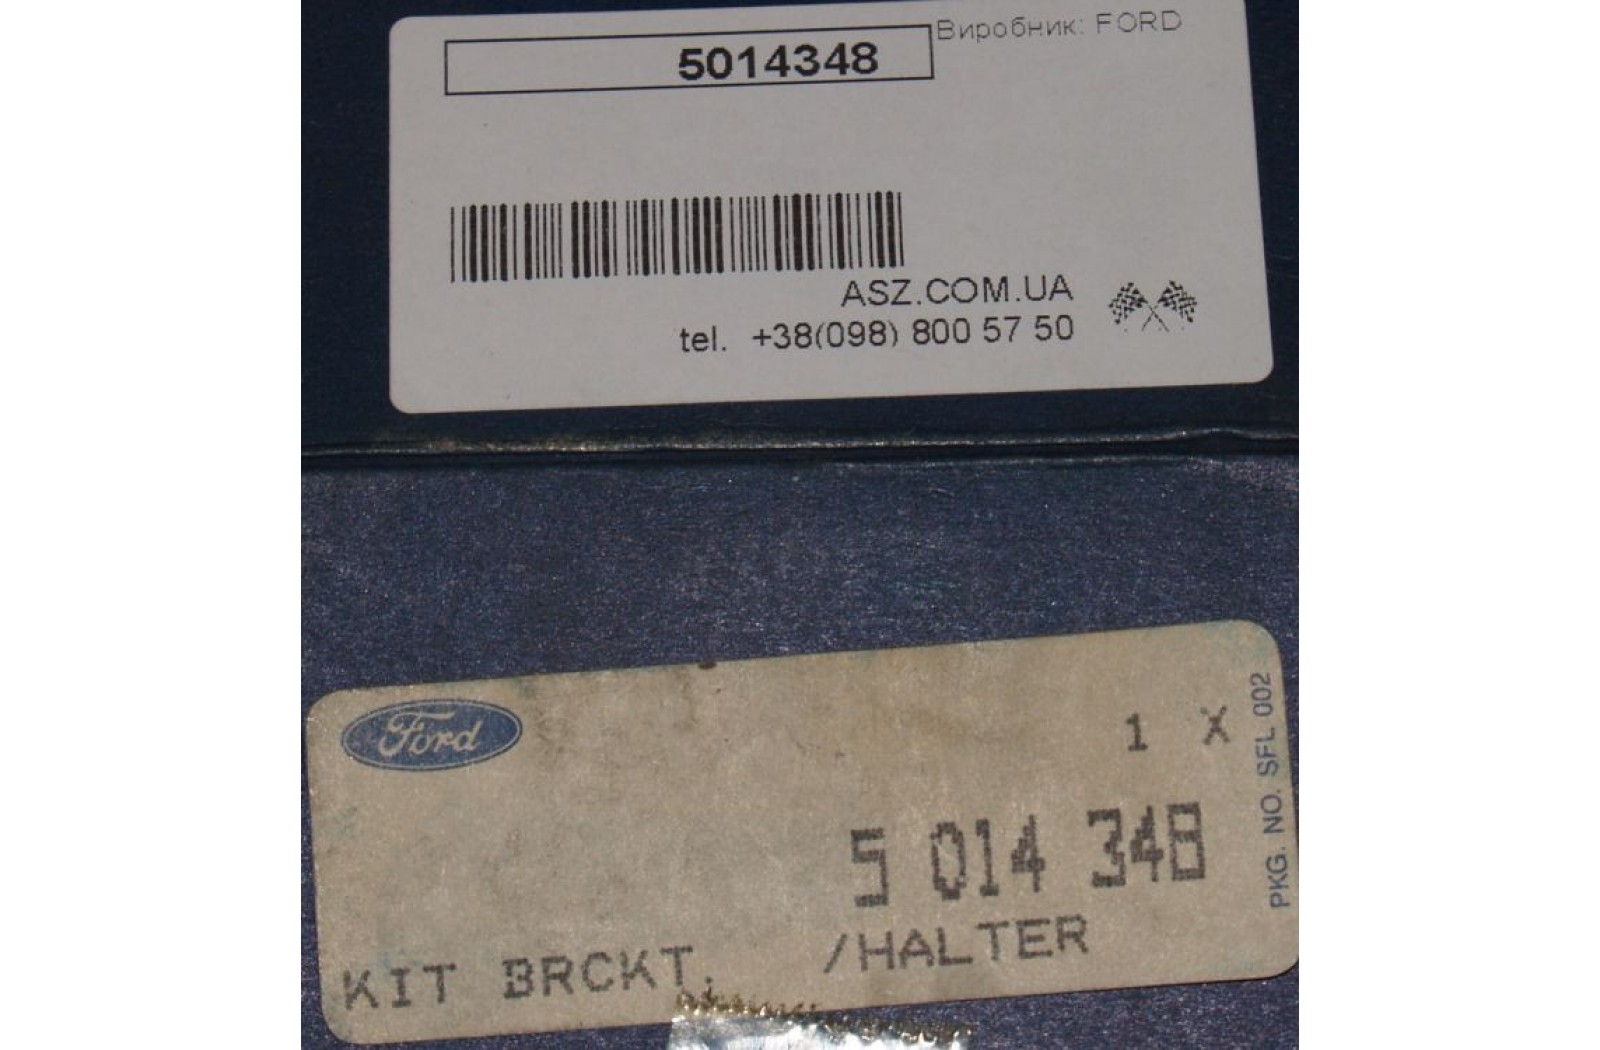 Виробник: FORD
5014348
ASZ.COM.UA
tel. +38(098) 800 57 50
Ford
1 X
PKG. NO. SFL 002
5 014 348
KIT BRCKT. /HALTER